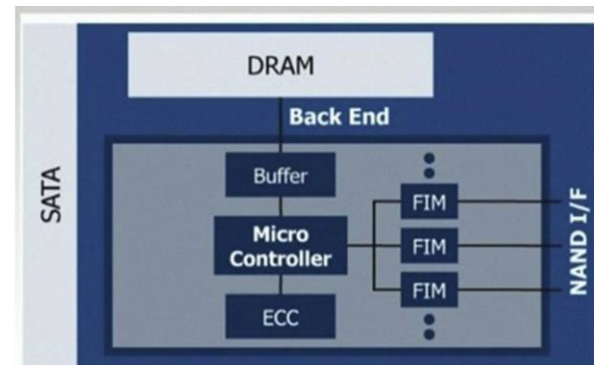 DRAM
Back End
SATA
Buffer
Micro
Controller
ECC
FIM
FIM
FIM
NAND I/F